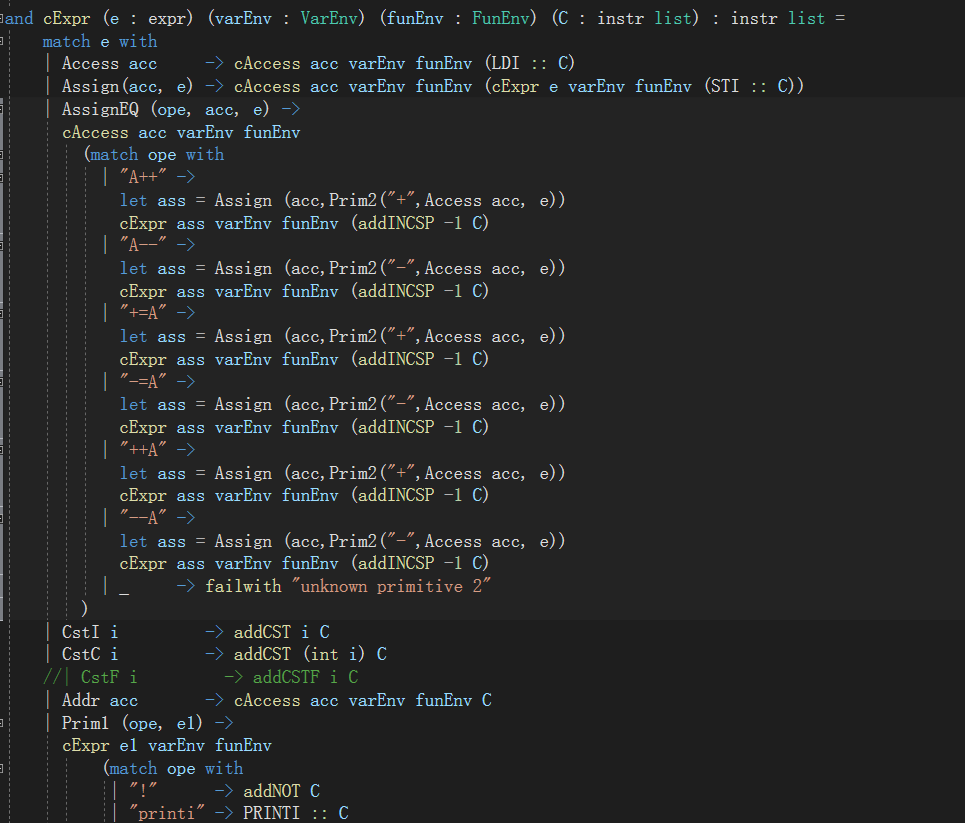 and cExpr (e : expr) (varEnv : VarEnv) (funEnv : FunEnv) (C : instr list) : instr list =
    match e with
    | Access acc     -> cAccess acc varEnv funEnv (LDI :: C)
    | Assign(acc, e) -> cAccess acc varEnv funEnv (cExpr e varEnv funEnv (STI :: C))
    | AssignEQ (ope, acc, e) ->
      cAccess acc varEnv funEnv
        (match ope with
          | "A++" ->
            let ass = Assign (acc,Prim2("+",Access acc, e))
            cExpr ass varEnv funEnv (addINCSP -1 C)
          | "A--" ->
            let ass = Assign (acc,Prim2("-",Access acc, e))
            cExpr ass varEnv funEnv (addINCSP -1 C)
          | "+=A" ->
            let ass = Assign (acc,Prim2("+",Access acc, e))
            cExpr ass varEnv funEnv (addINCSP -1 C)
          | "-=A" ->
            let ass = Assign (acc,Prim2("-",Access acc, e))
            cExpr ass varEnv funEnv (addINCSP -1 C)
          | "++A" ->
            let ass = Assign (acc,Prim2("+",Access acc, e))
            cExpr ass varEnv funEnv (addINCSP -1 C)
          | "--A" ->
            let ass = Assign (acc,Prim2("-",Access acc, e))
            cExpr ass varEnv funEnv (addINCSP -1 C)
          | _     -> failwith "unknown primitive 2"
        )
    | CstI i         -> addCST i C
    | CstC i         -> addCST (int i) C
    //| CstF i         -> addCSTF i C
    | Addr acc       -> cAccess acc varEnv funEnv C
    | Prim1 (ope, e1) ->
      cExpr e1 varEnv funEnv
          (match ope with
           | "!"      -> addNOT C
           | "printi" -> PRINTI :: C